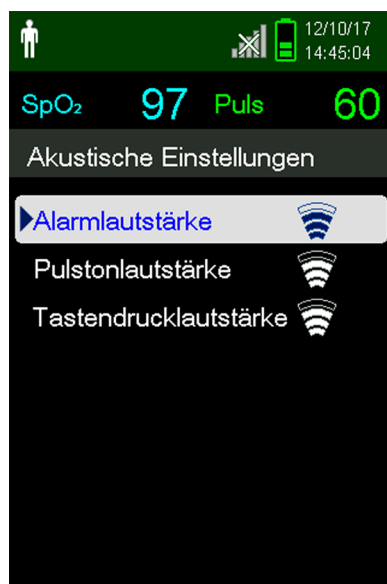 12/10/17
14:45:04
SpO₂ 97 Puls 60
Akustische Einstellungen
Alarmlautstärke
Pulstonlautstärke
Tastendrucklautstärke